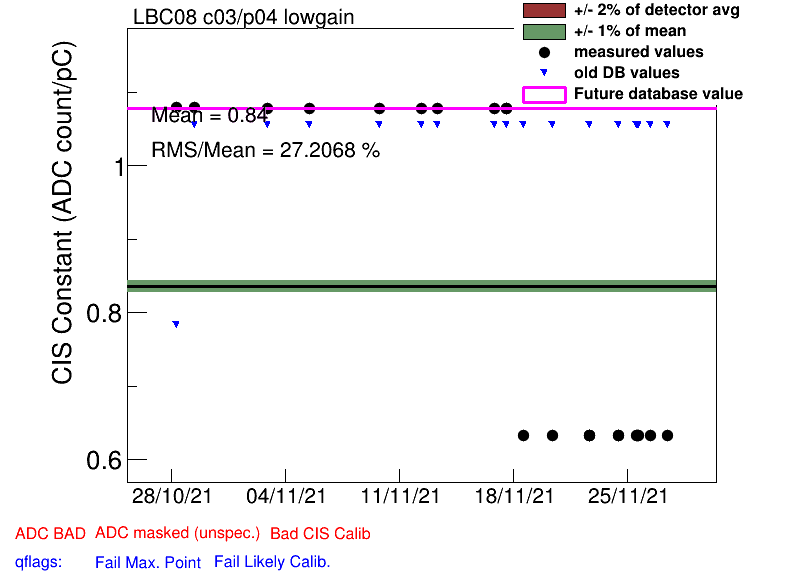 LBC08 c03/p04 lowgain
+/- 2% of detector avg
+/- 1% of mean
measured values
old DB values
Future database value
Mean = 0.84
RMS/Mean = 27.2068 %
CIS Constant (ADC count/pC)
1
0.8
0.6
28/10/21 04/11/21 11/11/21 18/11/21 25/11/21
ADC BAD ADC masked (unspec.) Bad CIS Calib
qflags: Fail Max. Point Fail Likely Calib.